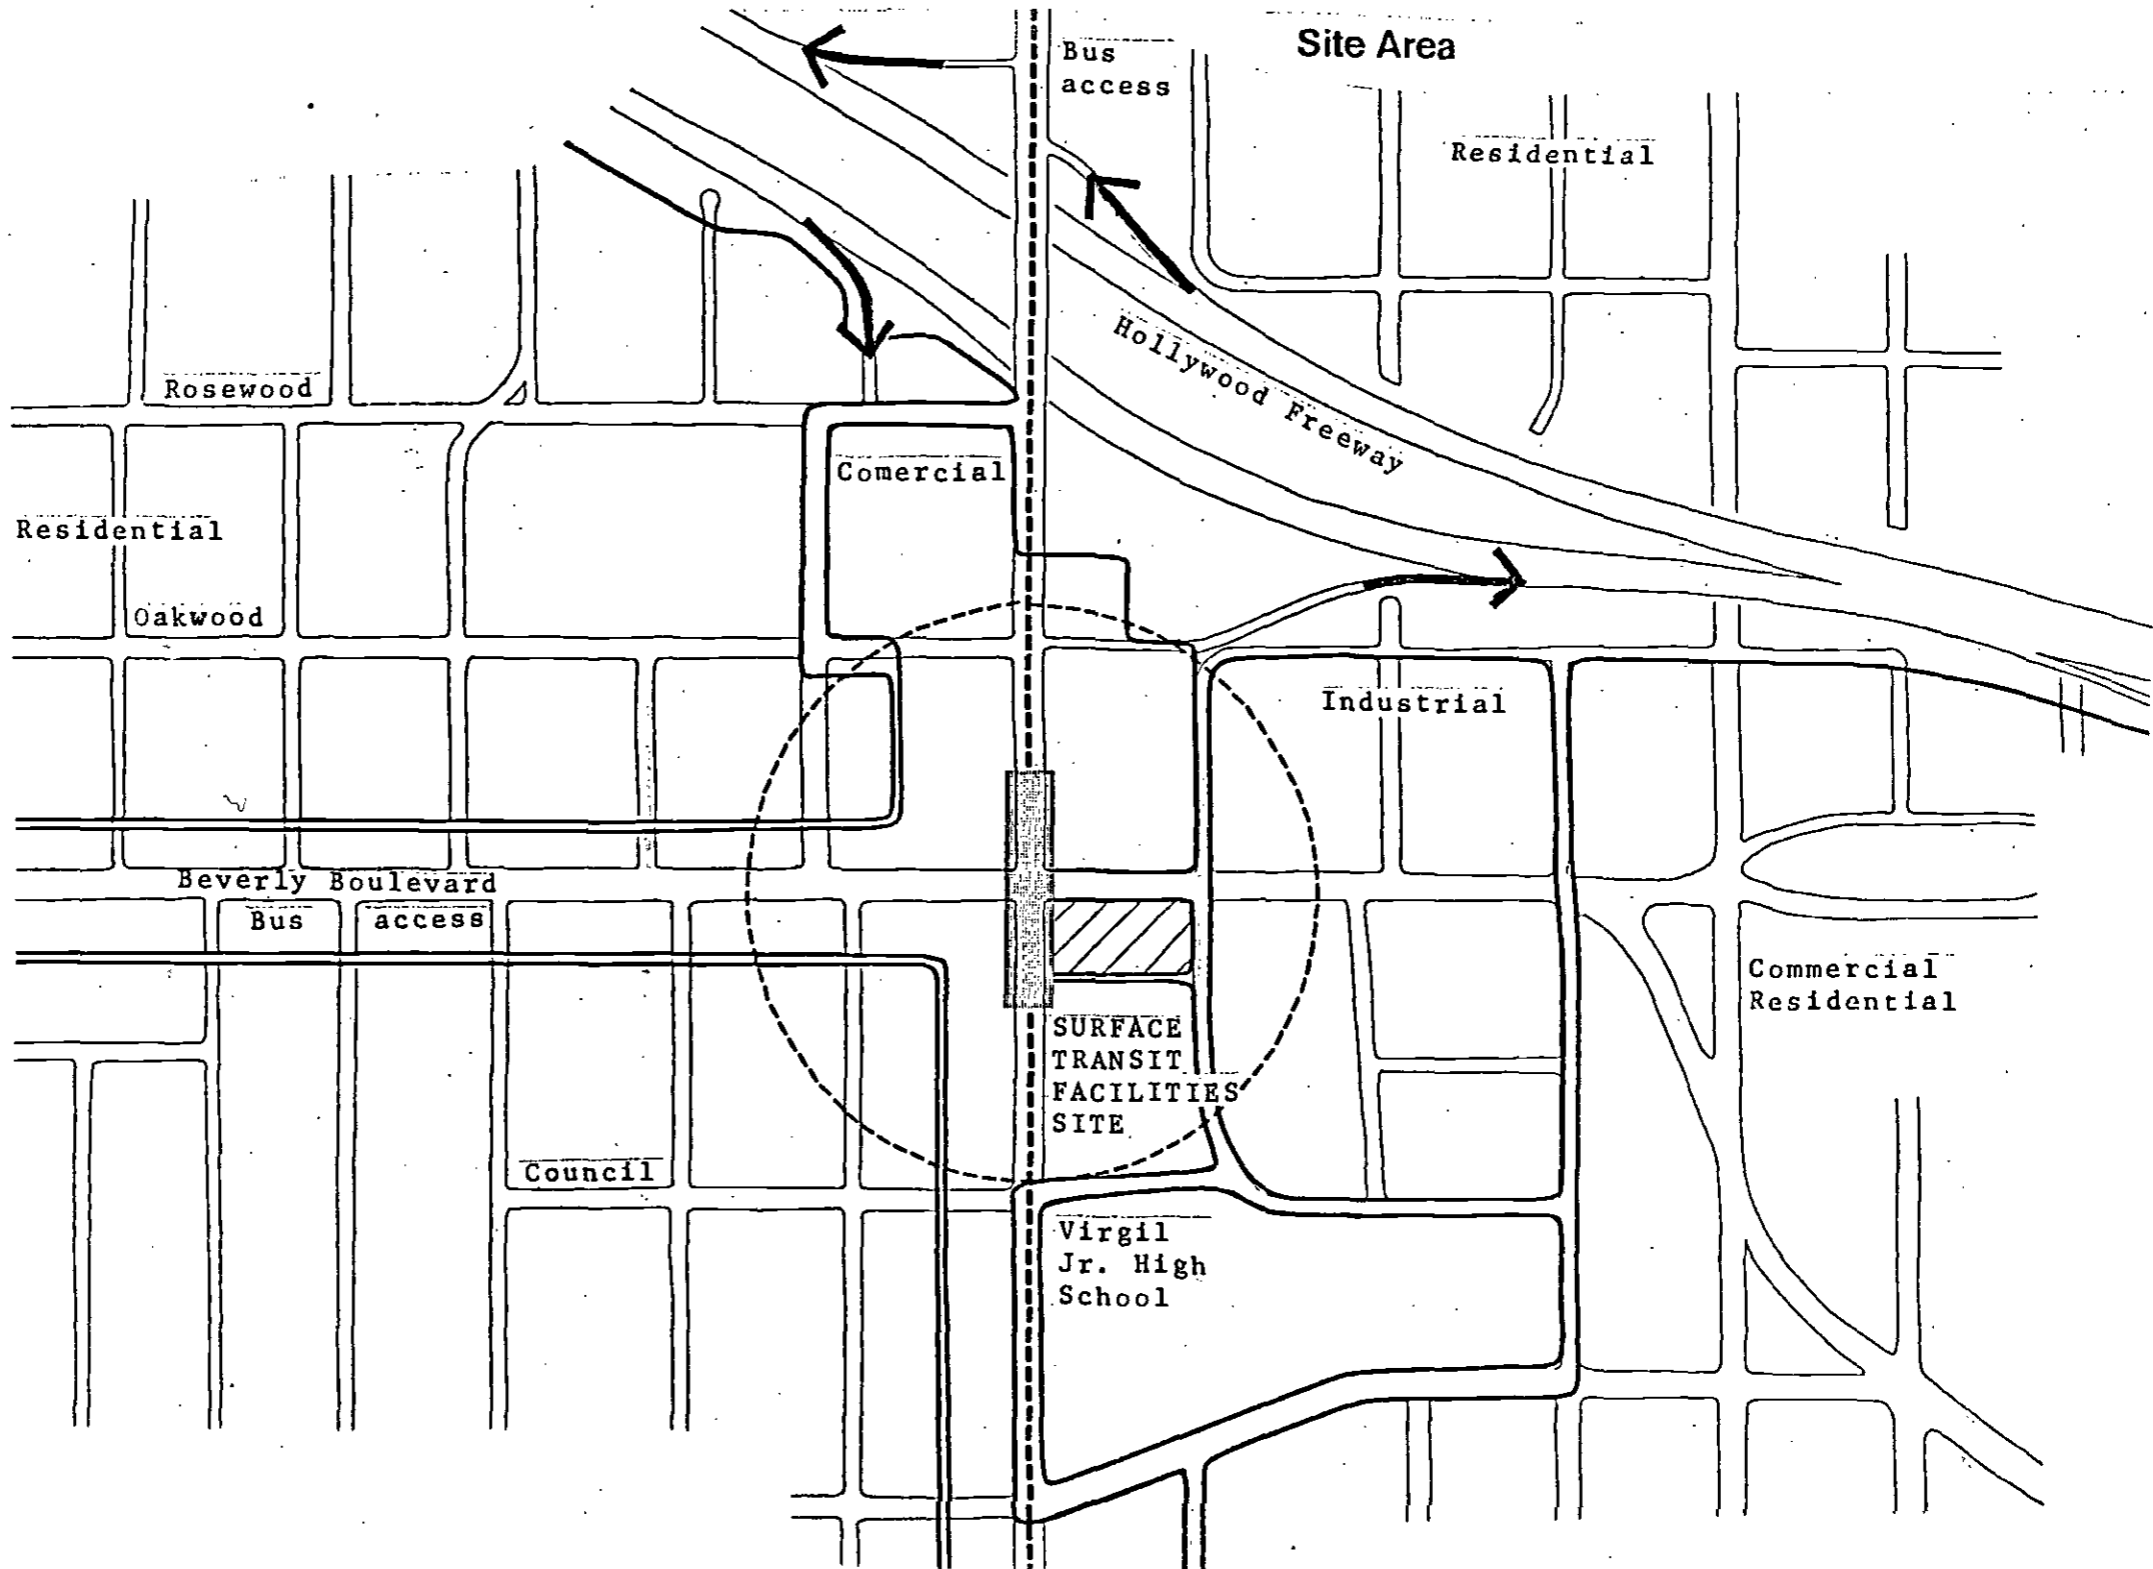 Site Area
Bus
access
Residential
Hollywood Freeway
Rosewood
Comercial
Residential
Oakwood
Industrial
Beverly Boulevard
Bus access
Commercial
Residential
SURFACE
TRANSIT
FACILITIES
SITE
Council
Virgil
Jr. High
School